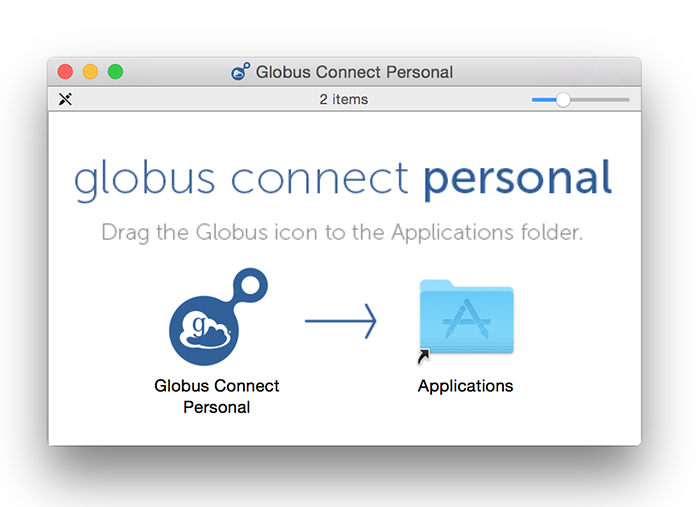 Globus Connect Personal
2 items
globus connect personal
Drag the Globus icon to the Applications folder.
g
Globus Connect
Personal
Applications